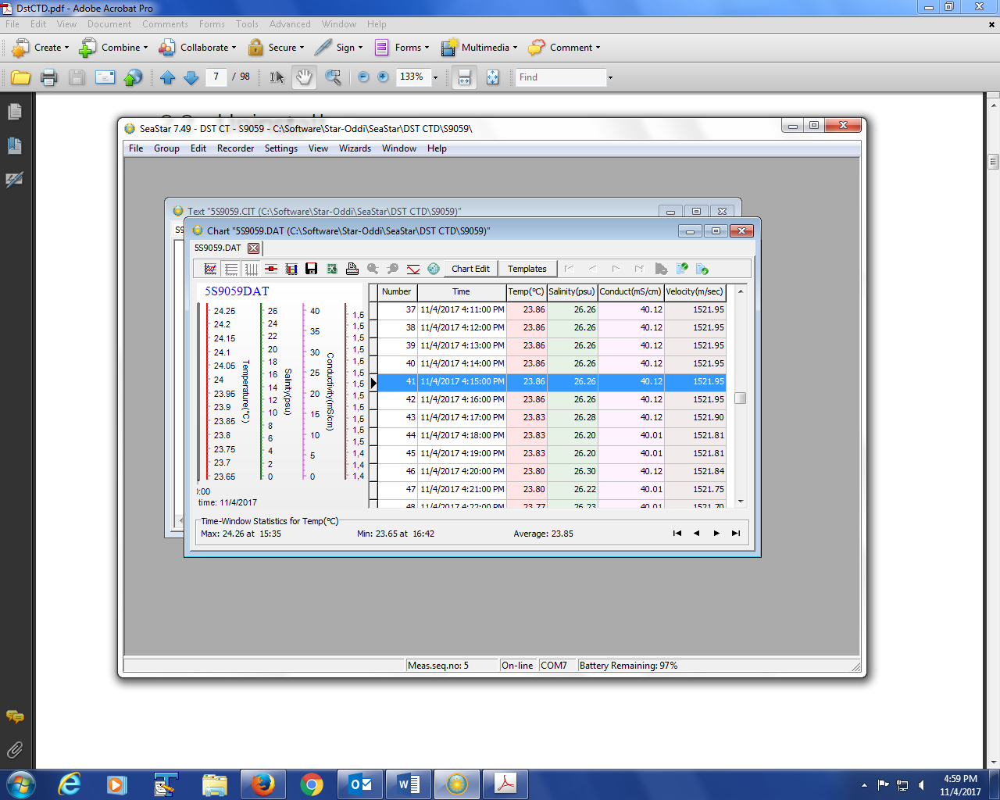 DstCTD.pdf - Adobe Acrobat Pro
File Edit View Document Comments Forms Tools Advanced Window Help
Create Combine Collaborate Secure Sign Forms Multimedia Comment
7 / 98 133% Find
SeaStar 7.49 - DST CT - S9059 - C:\Software\Star-Oddi\SeaStar\DST CTD\S9059\
File Group Edit Recorder Settings View Wizards Window Help
Text "5S9059.CIT (C:\Software\Star-Oddi\SeaStar\DST CTD\S9059)"
S9
Chart "5S9059.DAT (C:\Software\Star-Oddi\SeaStar\DST CTD\S9059)"
5S9059.DAT
Chart Edit Templates
5S9059DAT
24.25
24.2
24.15
24.1
24.05
24
23.95
23.9
23.85
23.8
23.75
23.7
23.65
Temperature(°C)
26
24
22
20
18
16
14
12
10
8
6
4
2
0
Salinity(psu)
40
35
30
25
20
15
10
5
0
Conductivity(mS/cm)
1,5
1,5
1,5
1,5
1,5
1,5
1,5
1,5
1,5
1,5
1,5
1,5
1,4
1,4
1,4
):00
time: 11/4/2017
Number Time Temp(°C) Salinity(psu) Conduct(mS/cm) Velocity(m/sec)
37 11/4/2017 4:11:00 PM 23.86 26.26 40.12 1521.95
38 11/4/2017 4:12:00 PM 23.86 26.26 40.12 1521.95
39 11/4/2017 4:13:00 PM 23.86 26.26 40.12 1521.95
40 11/4/2017 4:14:00 PM 23.86 26.26 40.12 1521.95
41 11/4/2017 4:15:00 PM 23.86 26.26 40.12 1521.95
42 11/4/2017 4:16:00 PM 23.86 26.26 40.12 1521.95
43 11/4/2017 4:17:00 PM 23.83 26.28 40.12 1521.90
44 11/4/2017 4:18:00 PM 23.83 26.20 40.01 1521.81
45 11/4/2017 4:19:00 PM 23.83 26.20 40.01 1521.81
46 11/4/2017 4:20:00 PM 23.80 26.30 40.12 1521.84
47 11/4/2017 4:21:00 PM 23.80 26.22 40.01 1521.75
48 11/4/2017 4:22:00 PM 23.77 26.23 40.01 1521.70
Time-Window Statistics for Temp(°C)
Max: 24.26 at 15:35 Min: 23.65 at 16:42 Average: 23.85
Meas.seq.no: 5 On-line COM7 Battery Remaining: 97%
4:59 PM
11/4/2017